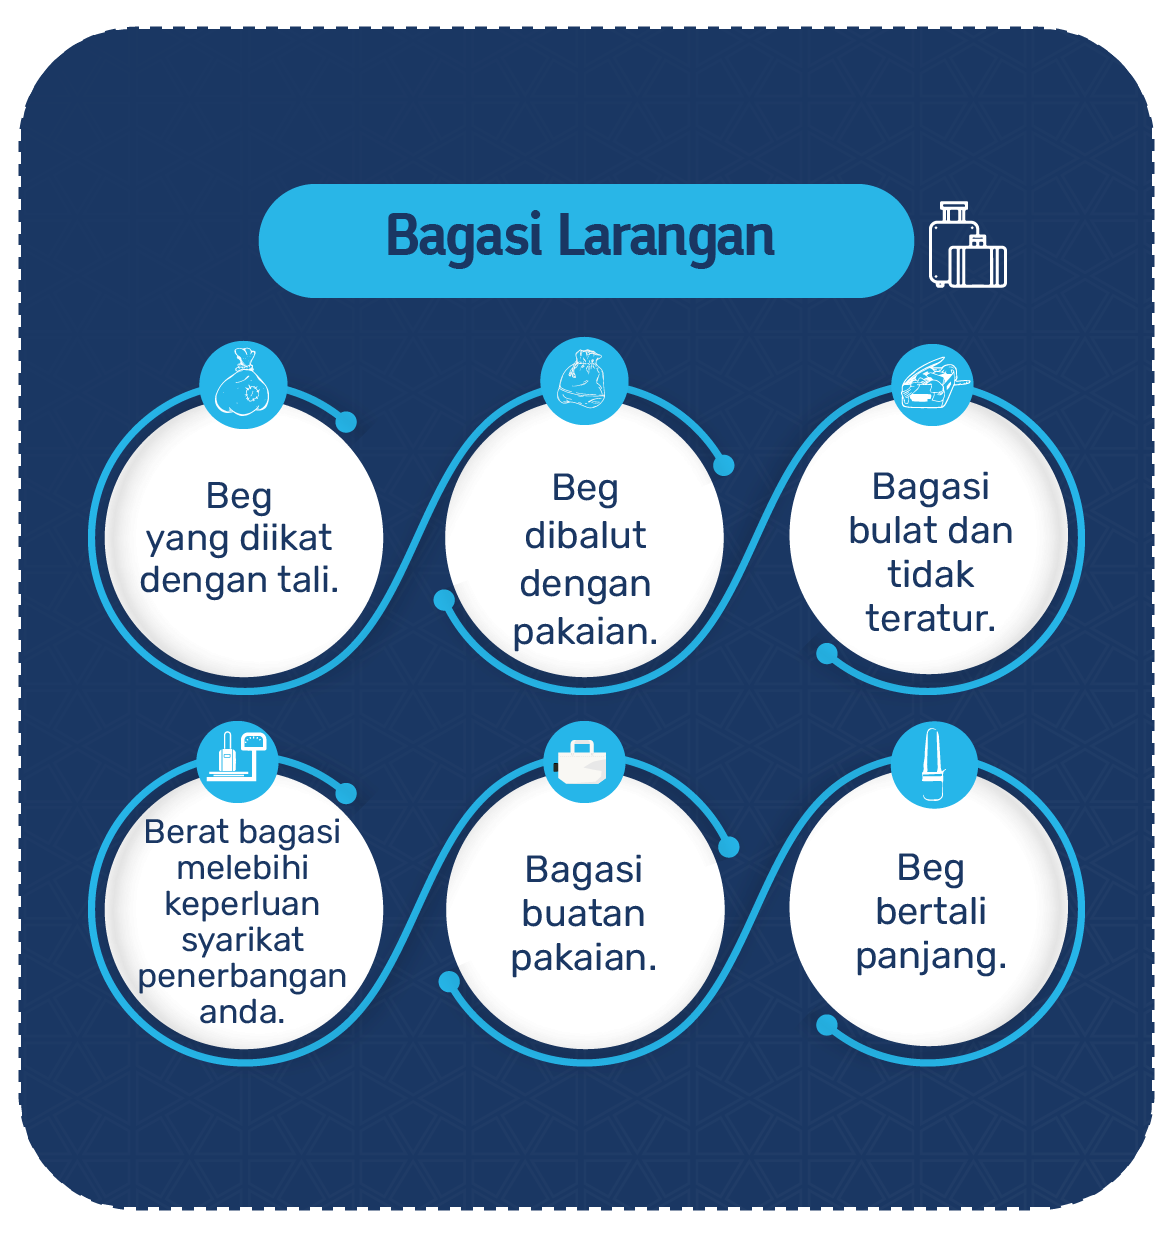 Bagasi Larangan
Beg
yang diikat
dengan tali.
Beg
dibalut
dengan
pakaian.
Bagasi
bulat dan
tidak
teratur.
Berat bagasi
melebihi
keperluan
syarikat
penerbangan
anda.
Bagasi
buatan
pakaian.
Beg
bertali
panjang.